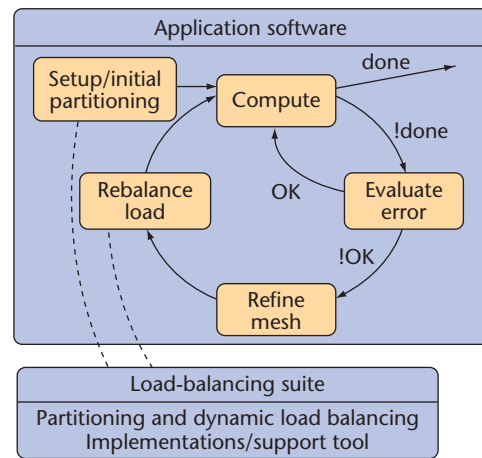 Application software
Setup/initial
partitioning
Compute
done
!done
OK
Evaluate
error
Rebalance
load
!OK
Refine
mesh
Load-balancing suite
Partitioning and dynamic load balancing
Implementations/support tool